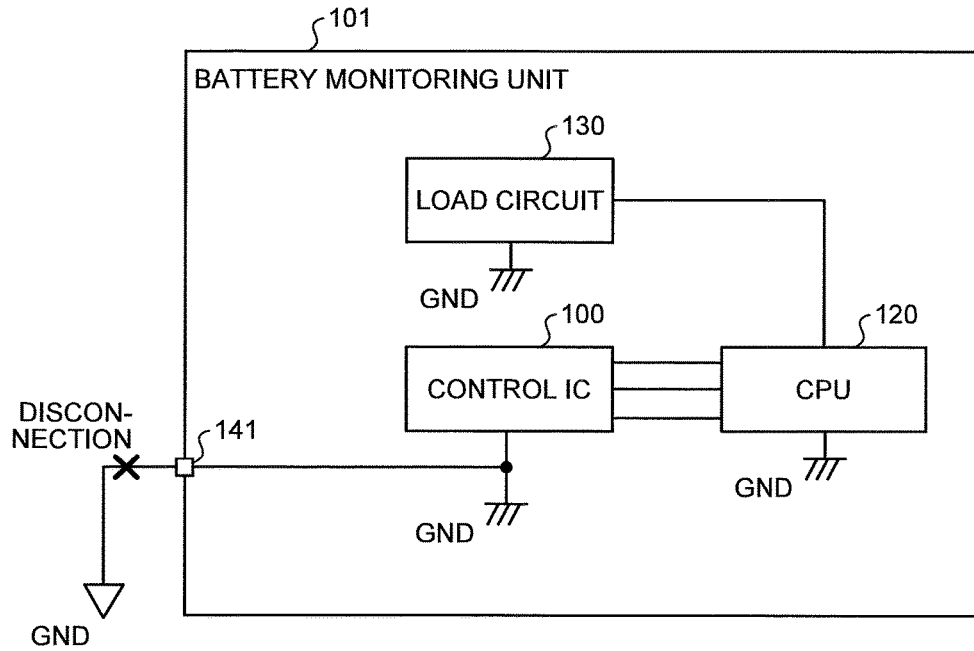 101
BATTERY MONITORING UNIT
130
LOAD CIRCUIT
GND
100
120
CONTROL IC
CPU
DISCON-
NECTION
141
GND
GND
GND